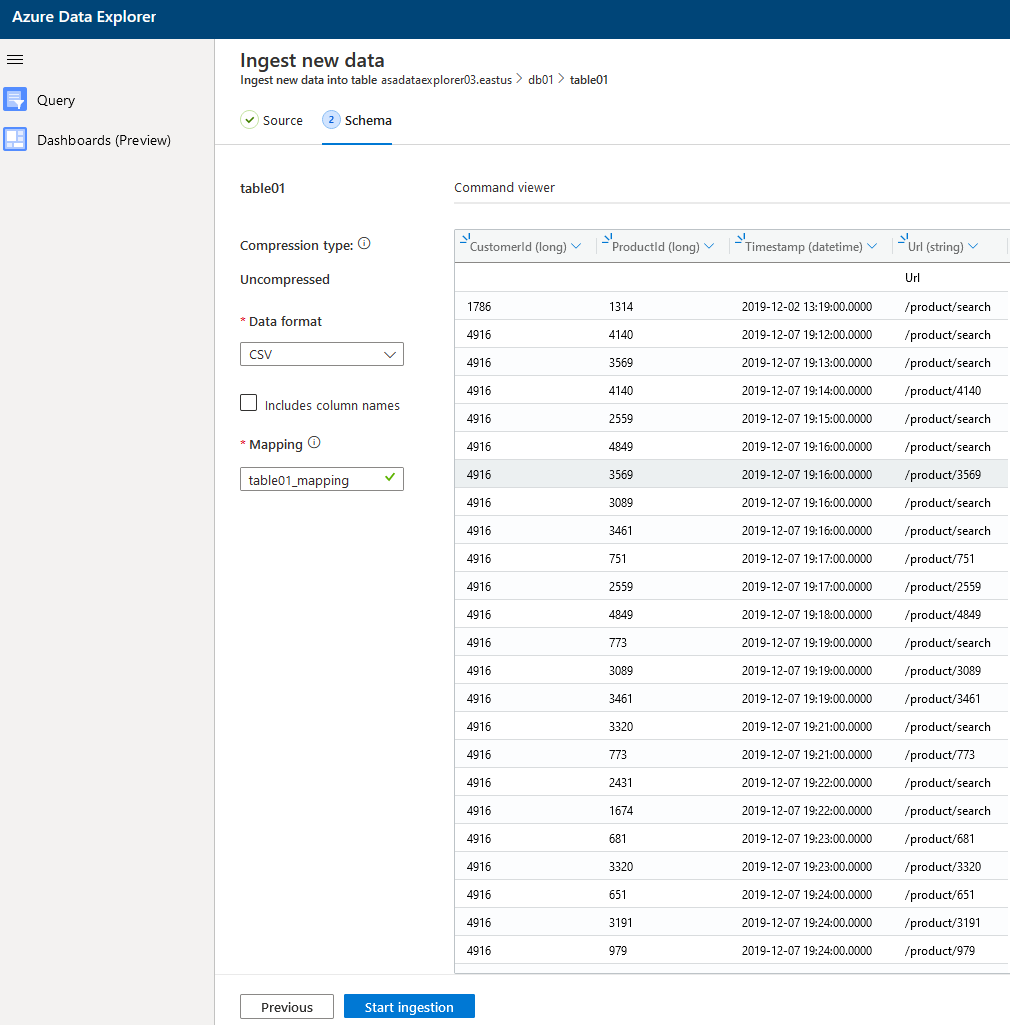 Azure Data Explorer
Query
Dashboards (Preview)
Ingest new data
Ingest new data into table asadataexplorer03.eastus > db01 > table01
Source
2 Schema
table01
Compression type:
Uncompressed
* Data format
CSV
Includes column names
* Mapping
table01_mapping
Command viewer
CustomerId (long) ProductId (long) Timestamp (datetime) Url (string)
Url
1786 1314 2019-12-02 13:19:00.0000 /product/search
4916 4140 2019-12-07 19:12:00.0000 /product/search
4916 3569 2019-12-07 19:13:00.0000 /product/search
4916 4140 2019-12-07 19:14:00.0000 /product/4140
4916 2559 2019-12-07 19:15:00.0000 /product/search
4916 4849 2019-12-07 19:16:00.0000 /product/search
4916 3569 2019-12-07 19:16:00.0000 /product/3569
4916 3089 2019-12-07 19:16:00.0000 /product/search
4916 3461 2019-12-07 19:16:00.0000 /product/search
4916 751 2019-12-07 19:17:00.0000 /product/751
4916 2559 2019-12-07 19:17:00.0000 /product/2559
4916 4849 2019-12-07 19:18:00.0000 /product/4849
4916 773 2019-12-07 19:19:00.0000 /product/search
4916 3089 2019-12-07 19:19:00.0000 /product/3089
4916 3461 2019-12-07 19:19:00.0000 /product/3461
4916 3320 2019-12-07 19:21:00.0000 /product/search
4916 773 2019-12-07 19:21:00.0000 /product/773
4916 2431 2019-12-07 19:22:00.0000 /product/search
4916 1674 2019-12-07 19:22:00.0000 /product/search
4916 681 2019-12-07 19:23:00.0000 /product/681
4916 3320 2019-12-07 19:23:00.0000 /product/3320
4916 651 2019-12-07 19:24:00.0000 /product/651
4916 3191 2019-12-07 19:24:00.0000 /product/3191
4916 979 2019-12-07 19:24:00.0000 /product/979
Previous
Start ingestion